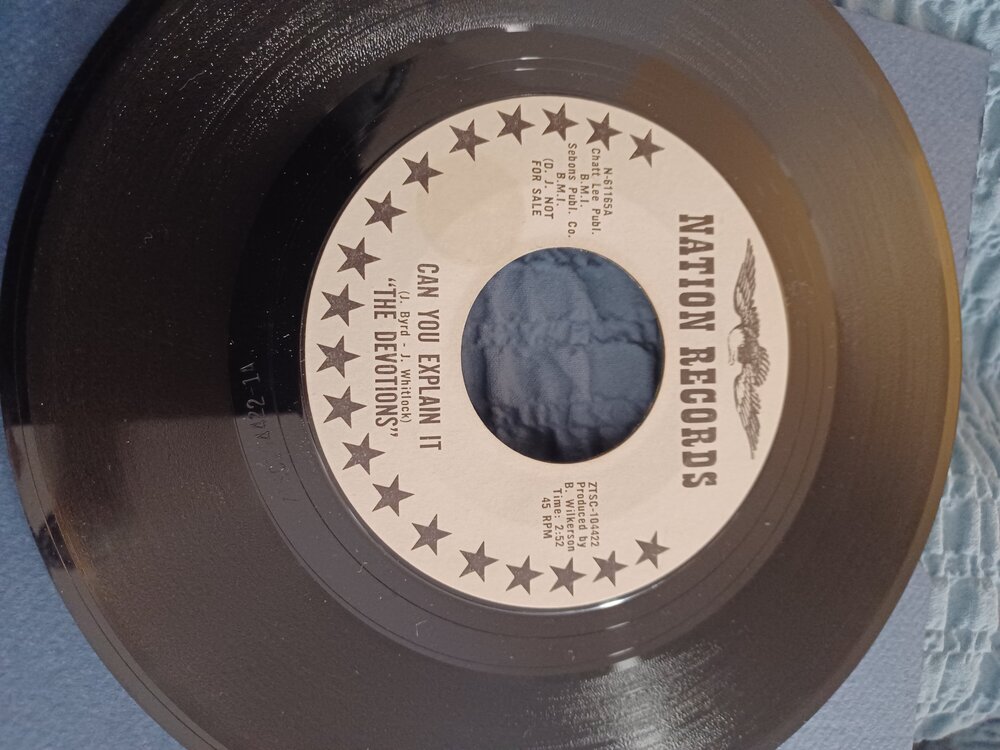 NATION RECORDS
N-61165A
Chatt Lee Publ.
B.M.I.
Sebons Publ. Co.
B.M.I.
(D. J. NOT
FOR SALE
ZTSC-104422
Produced by
B. Wilkerson
Time: 2:52
45 RPM
CAN YOU EXPLAIN IT
(J. Byrd - J. Whitlock)
"THE DEVOTIONS"